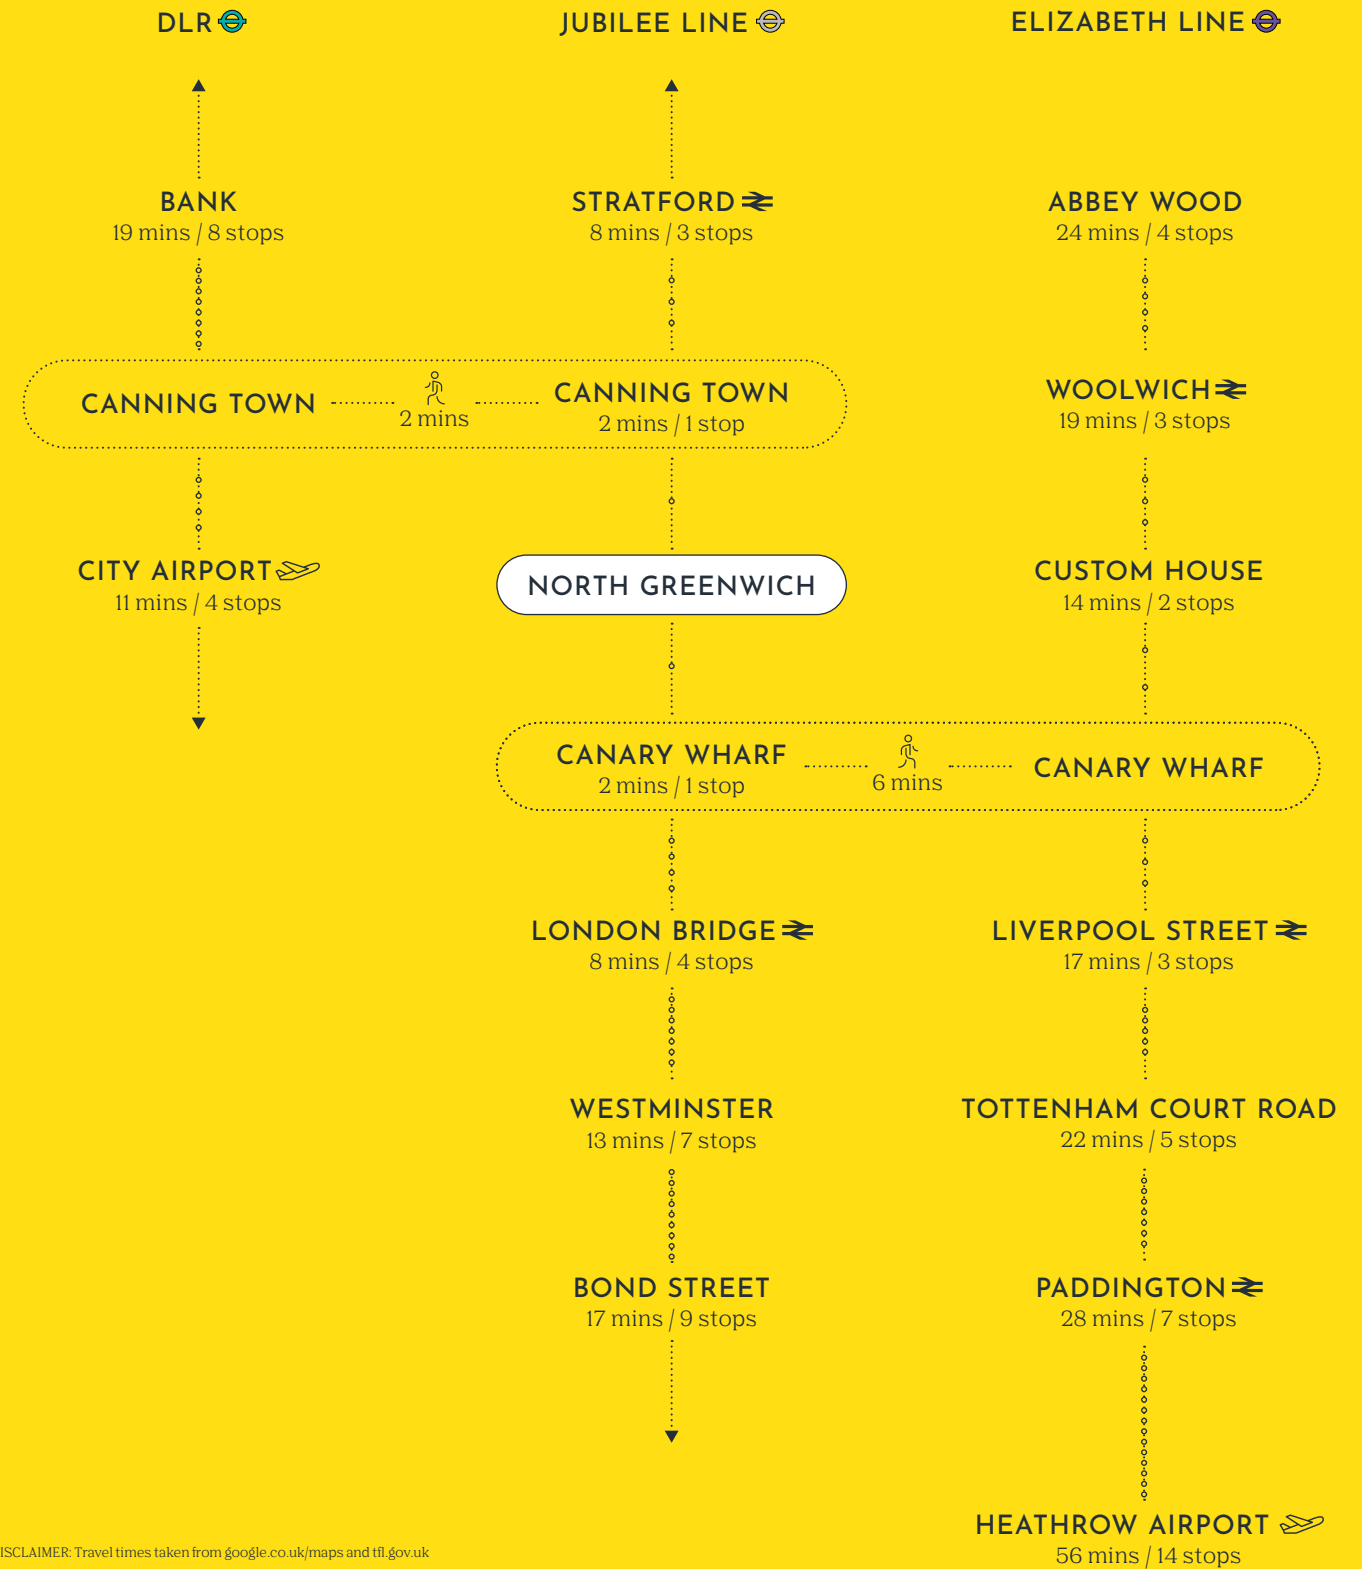 DLR
JUBILEE LINE
ELIZABETH LINE
BANK
19 mins / 8 stops
STRATFORD
8 mins / 3 stops
ABBEY WOOD
24 mins / 4 stops
CANNING TOWN
2 mins
CANNING TOWN
2 mins / 1 stop
WOOLWICH
19 mins / 3 stops
CITY AIRPORT
11 mins / 4 stops
NORTH GREENWICH
CUSTOM HOUSE
14 mins / 2 stops
CANARY WHARF
2 mins / 1 stop
6 mins
CANARY WHARF
LONDON BRIDGE
8 mins / 4 stops
LIVERPOOL STREET
17 mins / 3 stops
WESTMINSTER
13 mins / 7 stops
TOTTENHAM COURT ROAD
22 mins / 5 stops
BOND STREET
17 mins / 9 stops
PADDINGTON
28 mins / 7 stops
HEATHROW AIRPORT
56 mins / 14 stops
ISCLAIMER: Travel times taken from google.co.uk/maps and tfl.gov.uk